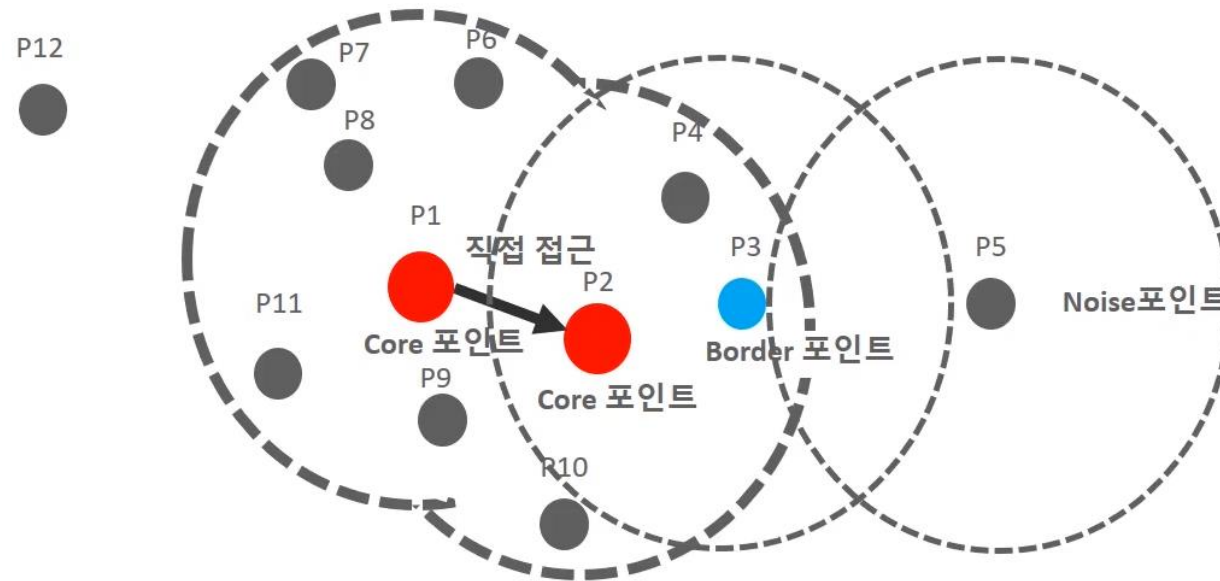 P12
P7
P6
P8
P4
P1
직접 접근
P2
P3
P5
P11
Noise포인트
Core 포인트
Border 포인트
P9
Core 포인트
P10